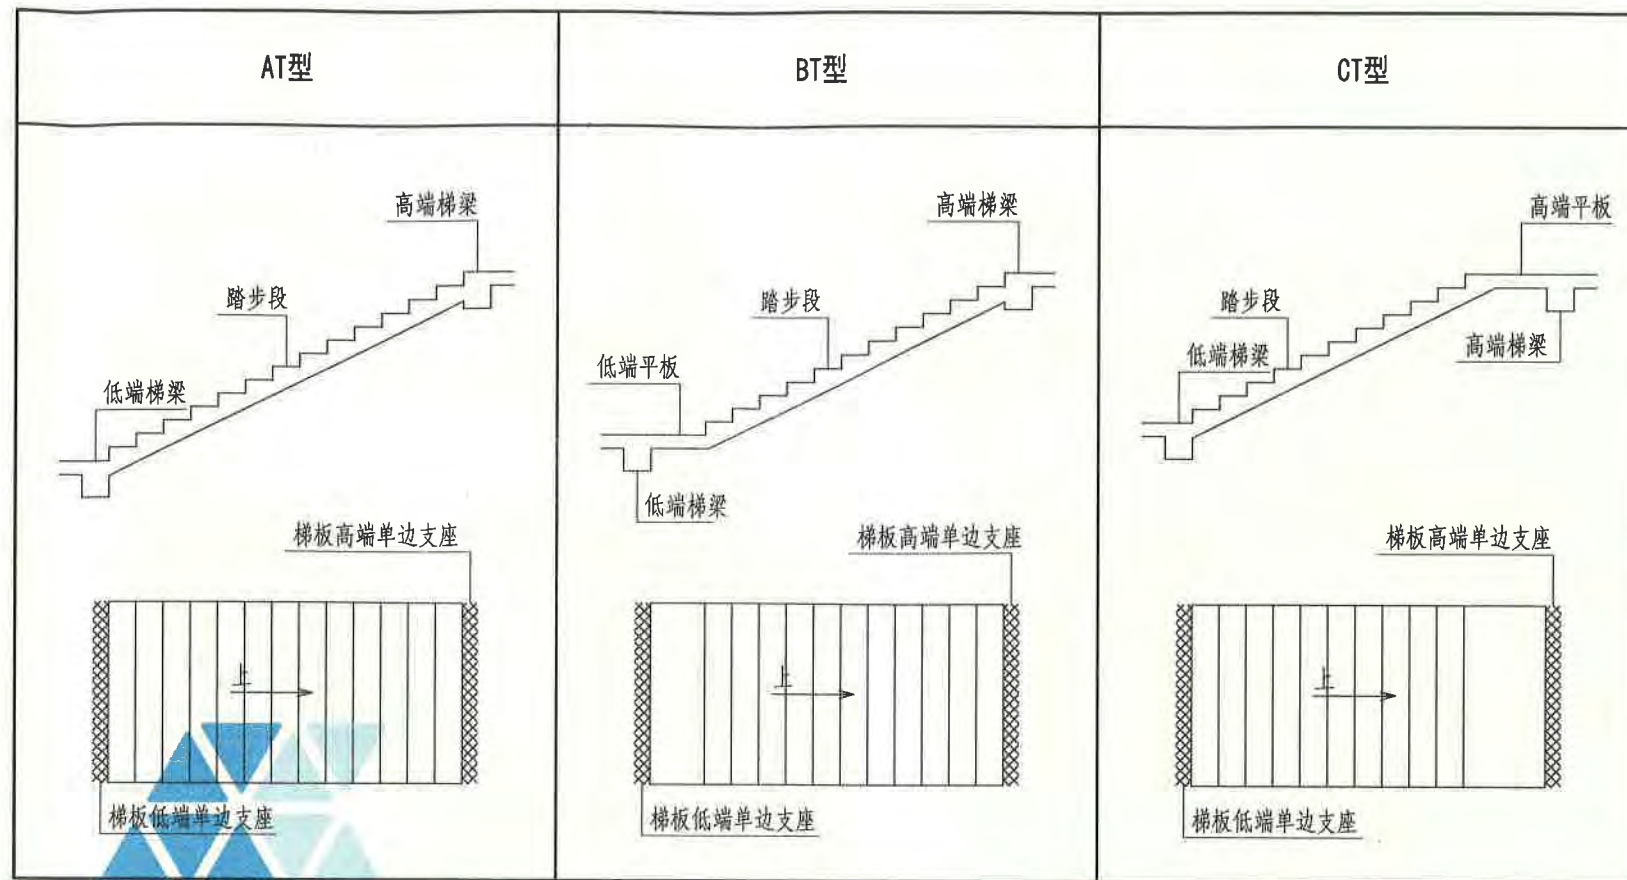 AT型
BT型
CT型
高端梯梁
踏步段
低端梯梁
梯板高端单边支座
上
梯板低端单边支座
高端梯梁
踏步段
低端平板
低端梯梁
梯板高端单边支座
上
梯板低端单边支座
高端平板
踏步段
低端梯梁
高端梯梁
梯板高端单边支座
上
梯板低端单边支座